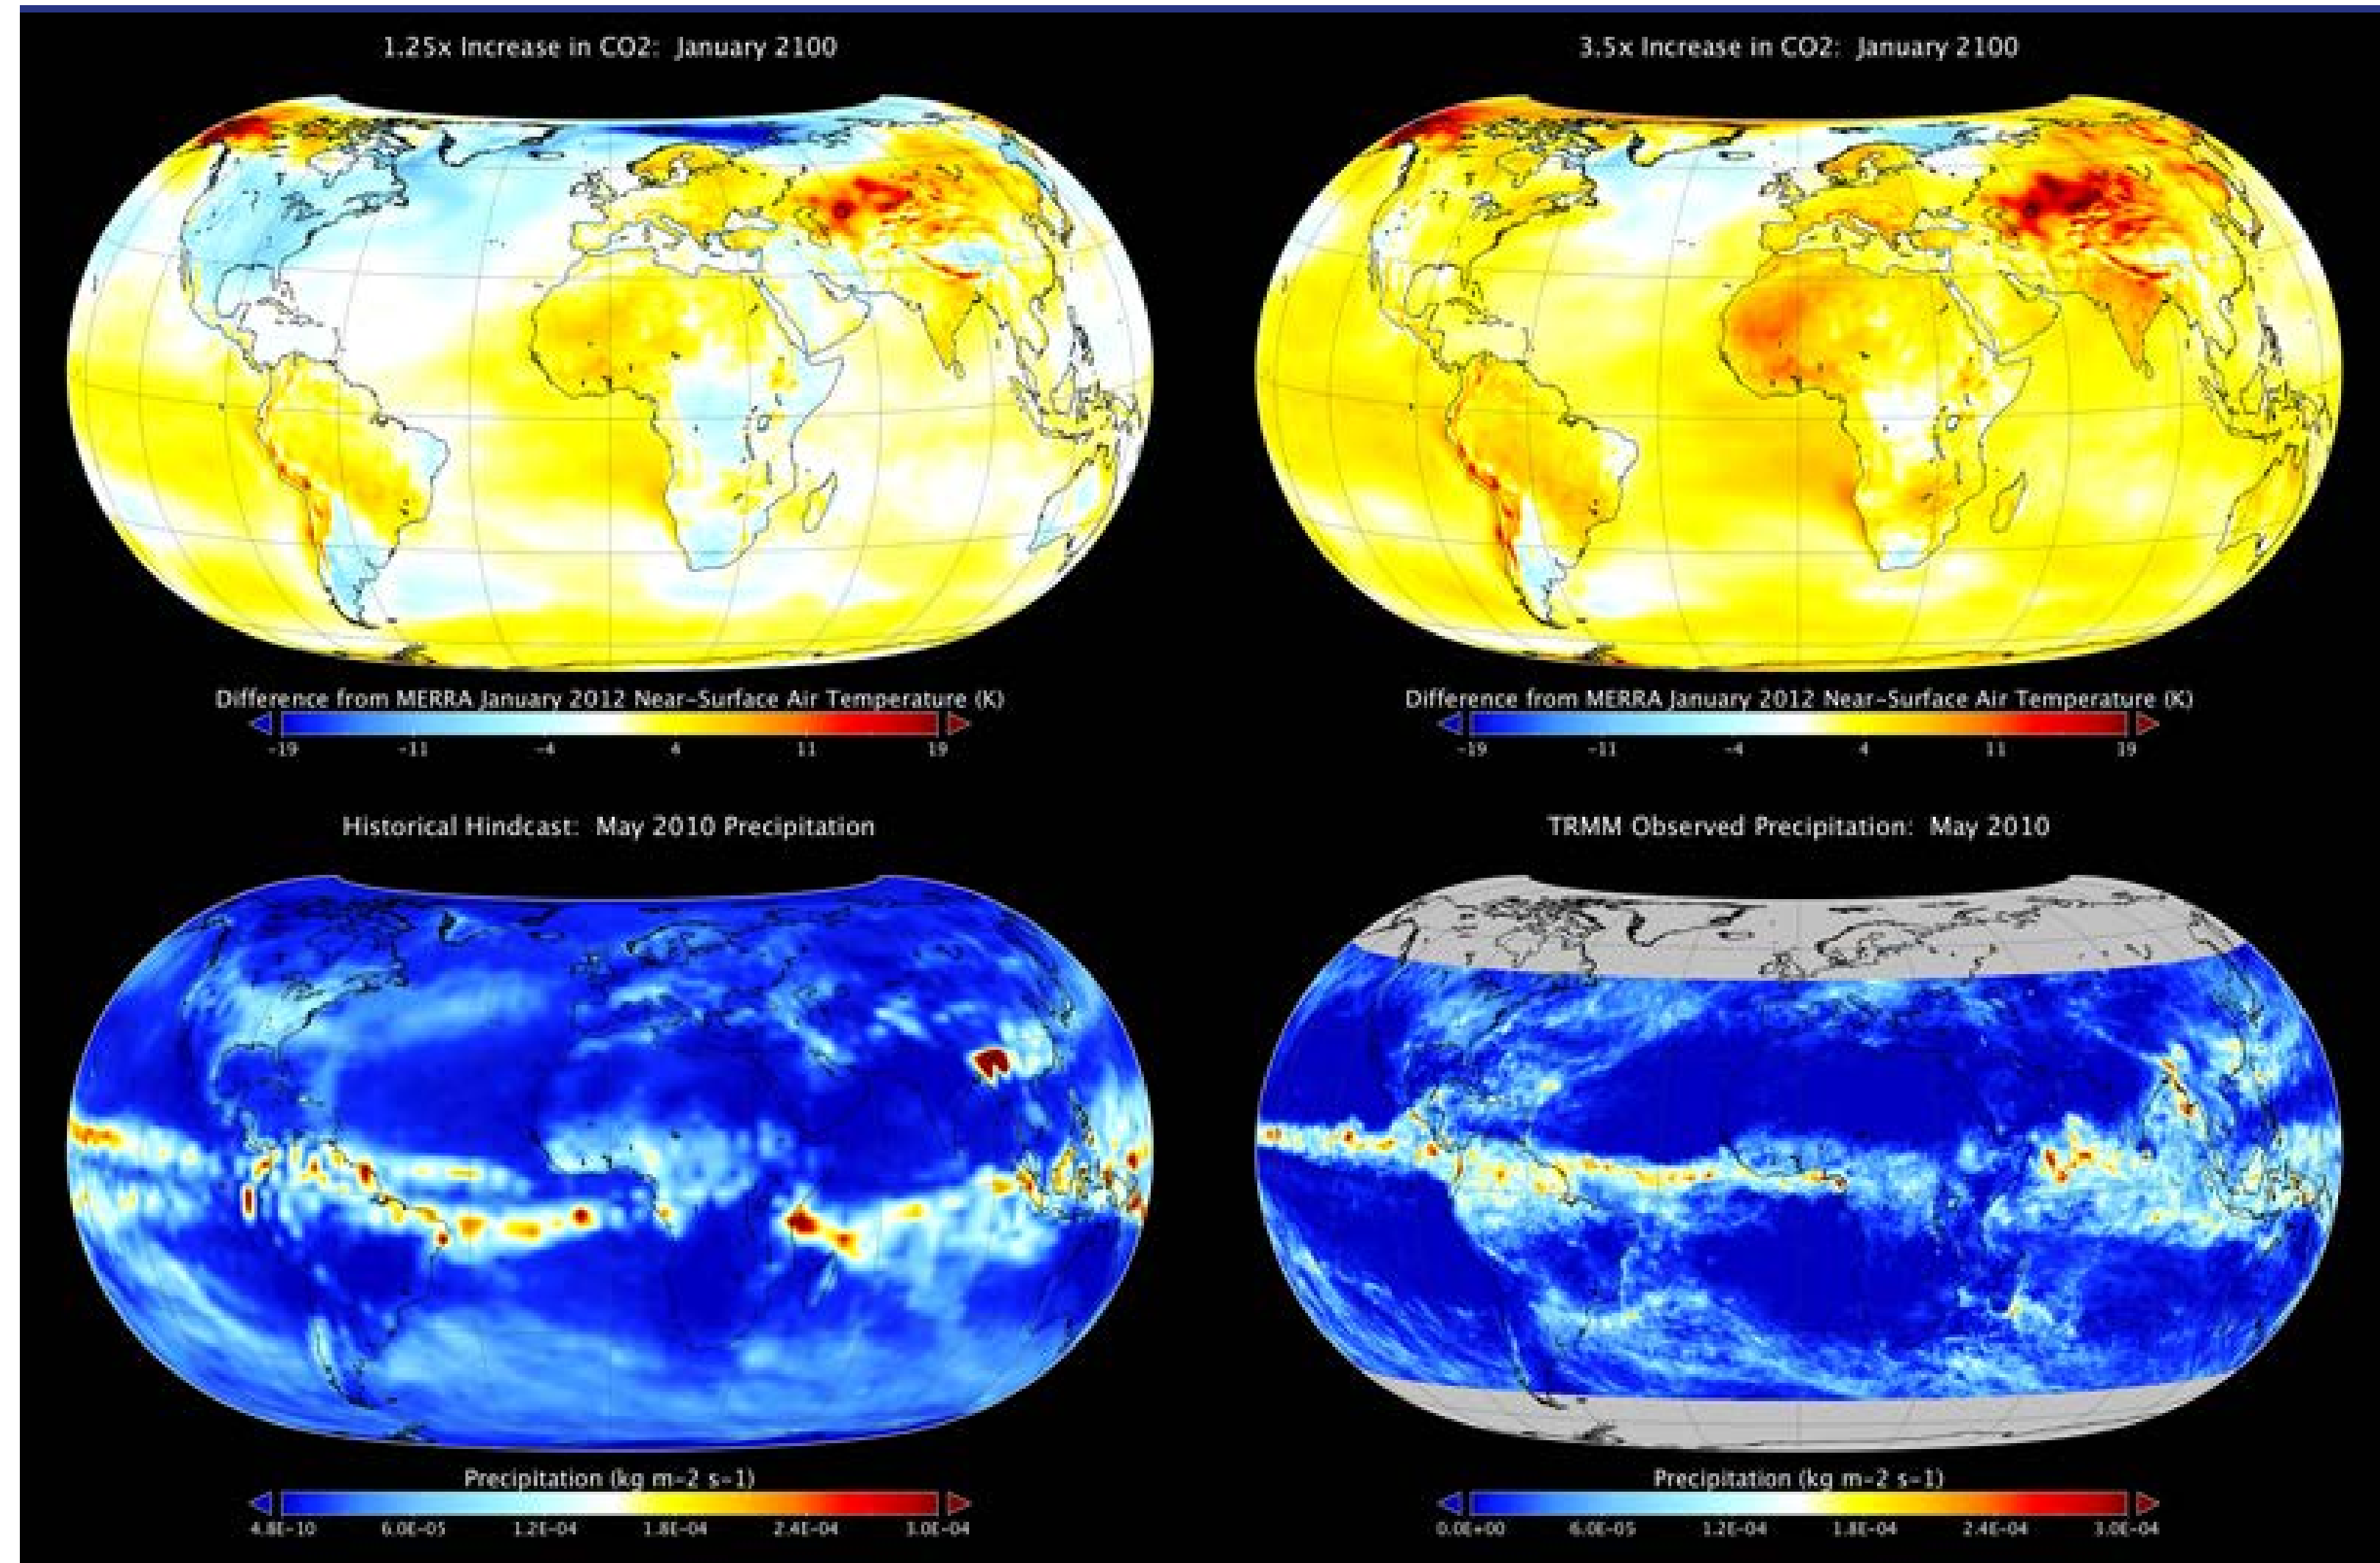 1.25x Increase in CO2: January 2100
3.5x Increase in CO2: January 2100
Difference from MERRA January 2012 Near-Surface Air Temperature (K)
-19 -11 -4 4 11 19
Difference from MERRA January 2012 Near-Surface Air Temperature (K)
-19 -11 -4 4 11 19
Historical Hindcast: May 2010 Precipitation
TRMM Observed Precipitation: May 2010
Precipitation (kg m-2 s-1)
4.8E-10 6.0E-05 1.2E-04 1.8E-04 2.4E-04 3.0E-04
Precipitation (kg m-2 s-1)
0.0E+00 6.0E-05 1.2E-04 1.8E-04 2.4E-04 3.0E-04